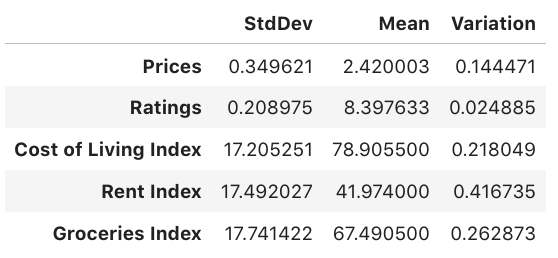 StdDev Mean Variation
Prices 0.349621 2.420003 0.144471
Ratings 0.208975 8.397633 0.024885
Cost of Living Index 17.205251 78.905500 0.218049
Rent Index 17.492027 41.974000 0.416735
Groceries Index 17.741422 67.490500 0.262873